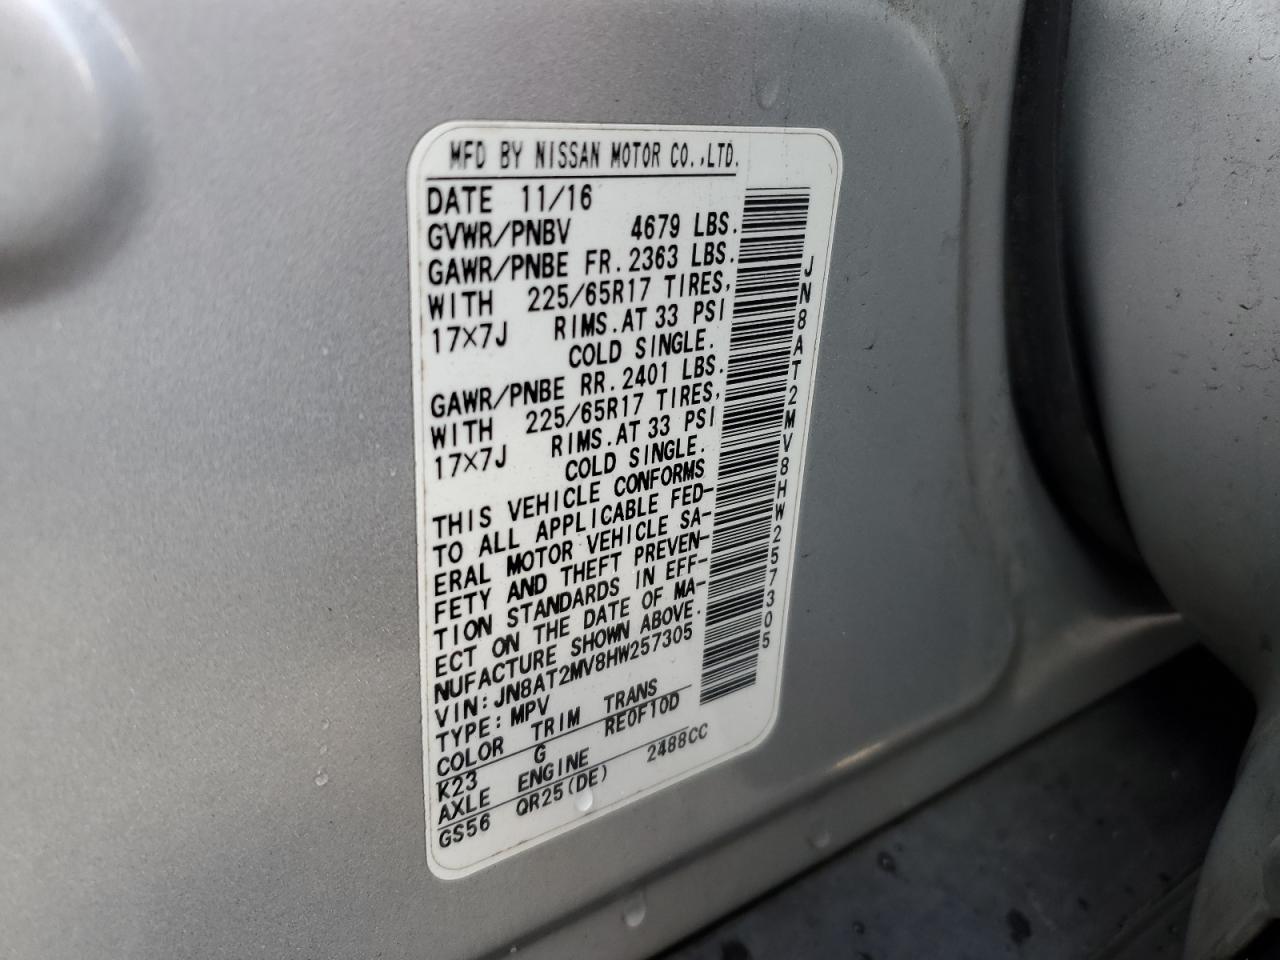 MFD BY NISSAN MOTOR CO.,LTD.
DATE 11/16
GVWR/PNBV 4679 LBS.
GAWR/PNBE FR. 2363 LBS.
WITH 225/65R17 TIRES,
17×7J RIMS. AT 33 PSI
COLD SINGLE.
GAWR/PNBE RR. 2401 LBS.
WITH 225/65R17 TIRES,
17×7J RIMS. AT 33 PSI
COLD SINGLE.
THIS VEHICLE CONFORMS
TO ALL APPLICABLE FED-
ERAL MOTOR VEHICLE SA-
FETY AND THEFT PREVEN-
TION STANDARDS IN EFF-
ECT ON THE DATE OF MA-
NUFACTURE SHOWN ABOVE.
VIN: JN8AT2MV8HW257305
TYPE: MPV
COLOR TRIM TRANS
K23 G RE0F10D
AXLE ENGINE
GS56 QR25(DE) 2488CC
JN8AT2MV8HW257305